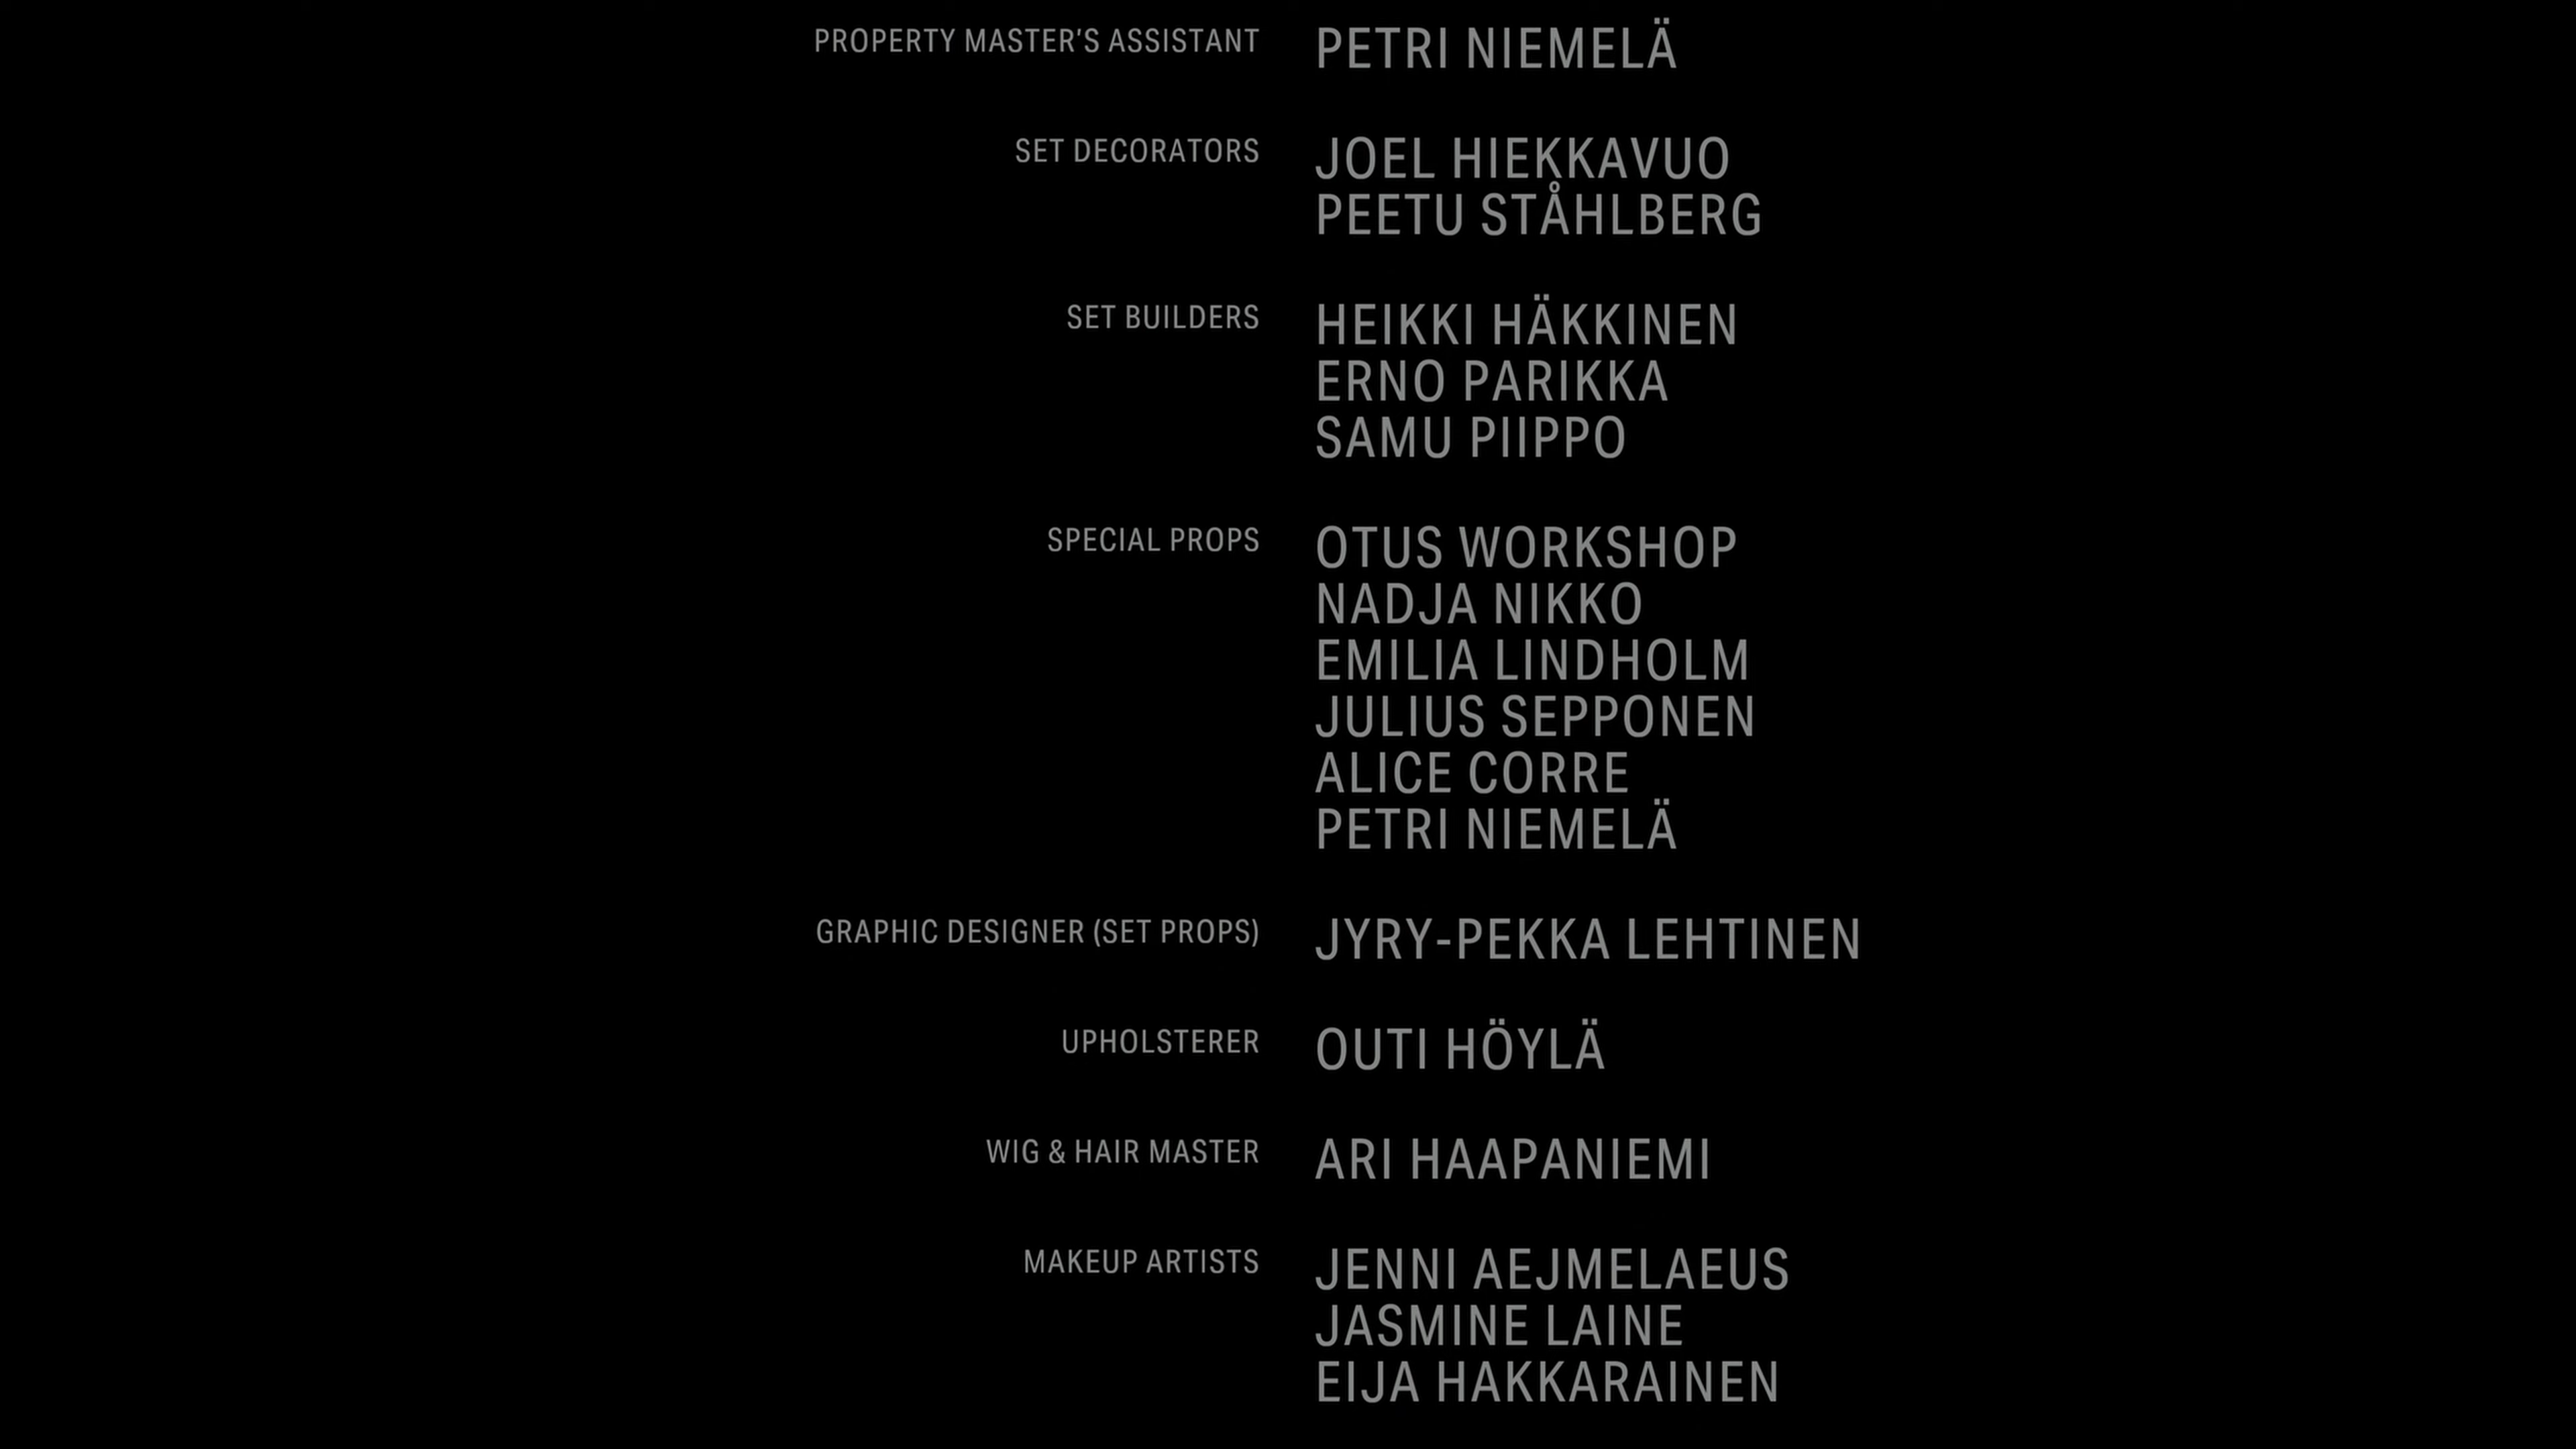 PROPERTY MASTER'S ASSISTANT PETRI NIEMELÄ
SET DECORATORS JOEL HIEKKAVUO
PEETU STÅHLBERG
SET BUILDERS HEIKKI HÄKKINEN
ERNO PARIKKA
SAMU PIIPPO
SPECIAL PROPS OTUS WORKSHOP
NADJA NIKKO
EMILIA LINDHOLM
JULIUS SEPPONEN
ALICE CORRE
PETRI NIEMELÄ
GRAPHIC DESIGNER (SET PROPS) JYRY-PEKKA LEHTINEN
UPHOLSTERER OUTI HÖYLÄ
WIG & HAIR MASTER ARI HAAPANIEMI
MAKEUP ARTISTS JENNI AEJMELAEUS
JASMINE LAINE
EIJA HAKKARAINEN